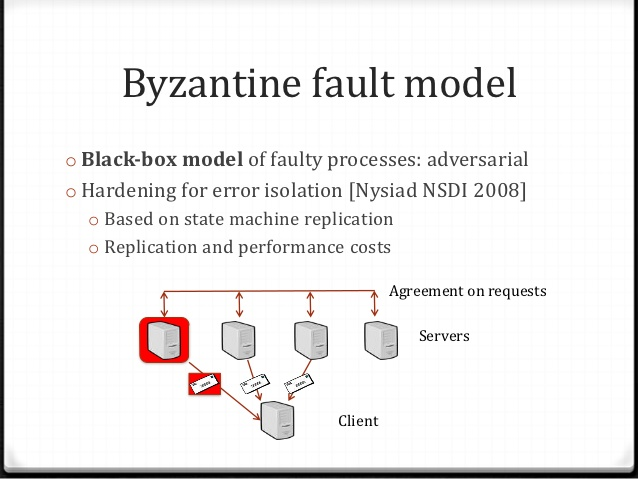 Byzantine fault model
o Black-box model of faulty processes: adversarial
o Hardening for error isolation [Nysiad NSDI 2008]
o Based on state machine replication
o Replication and performance costs
Agreement on requests
Servers
Client